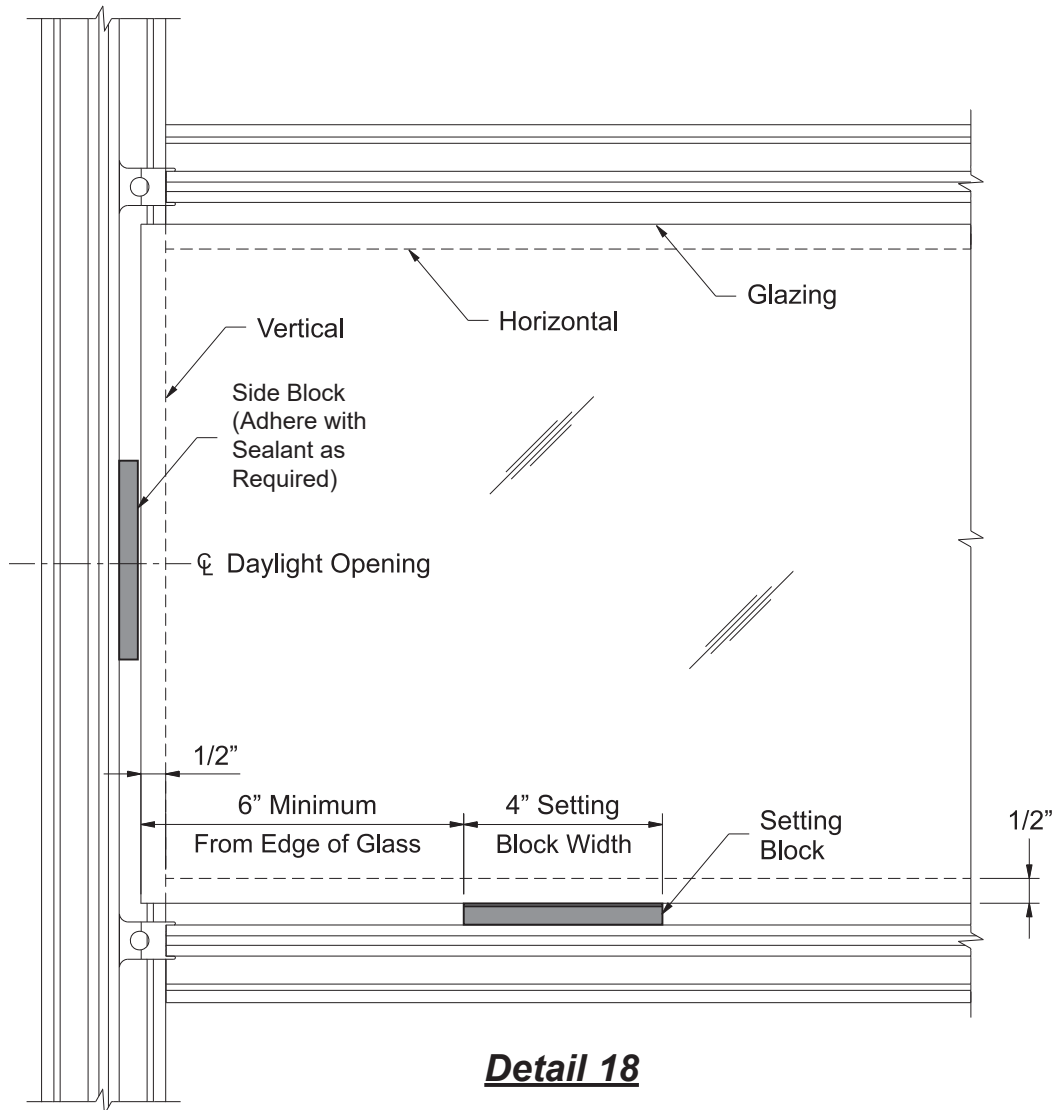 Glazing
Horizontal
Vertical
Side Block
(Adhere with
Sealant as
Required)
℄ Daylight Opening
1/2”
6” Minimum
From Edge of Glass
4” Setting
Block Width
Setting
Block
1/2”
Detail 18